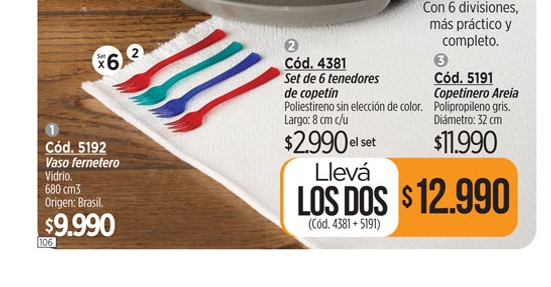 Con 6 divisiones,
más práctico y
completo.
Set
x6
2
2
Cód. 4381
Set de 6 tenedores
de copetín
Poliestireno sin elección de color.
Largo: 8 cm c/u
$2.990 el set
3
Cód. 5191
Copetinero Areia
Polipropileno gris.
Diámetro: 32 cm
$11.990
1
Cód. 5192
Vaso fernetero
Vidrio.
680 cm3
Origen: Brasil.
$9.990
Llevá
LOS DOS
(Cód. 4381 + 5191)
$12.990
106